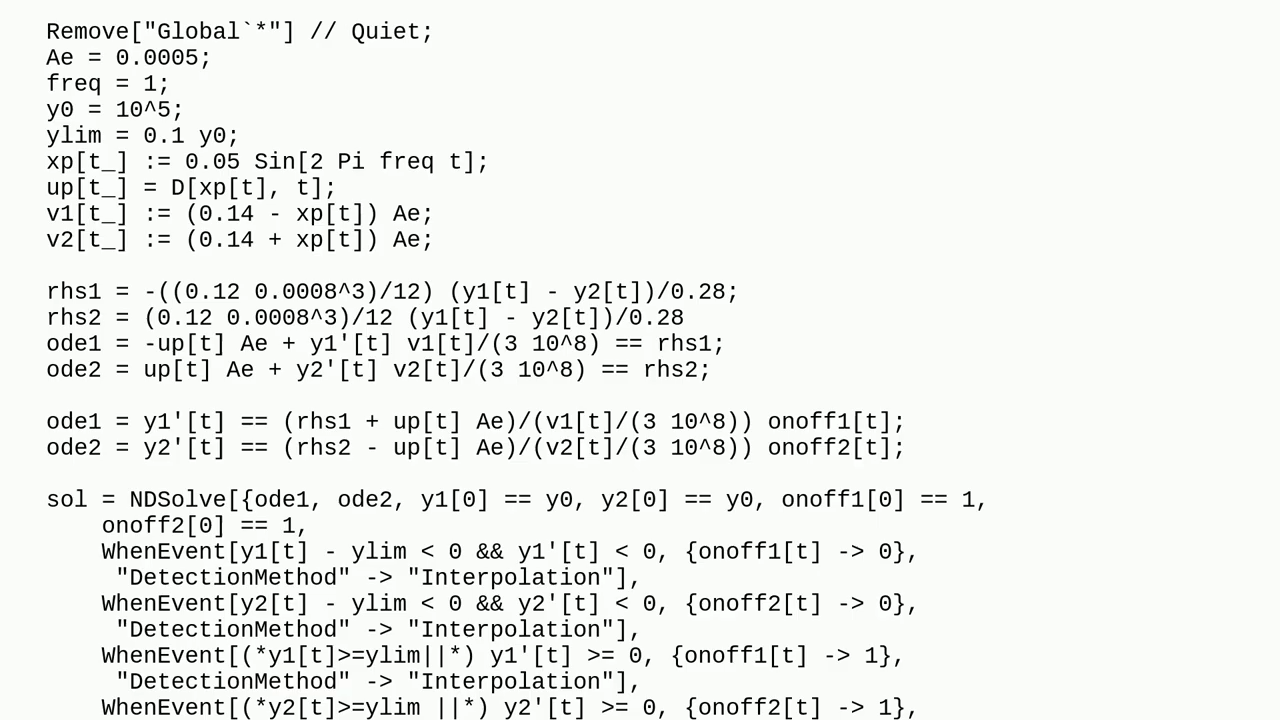 Remove["Global`*"] // Quiet;
Ae = 0.0005;
freq = 1;
y0 = 10^5;
ylim = 0.1 y0;
xp[t_] := 0.05 Sin[2 Pi freq t];
up[t_] = D[xp[t], t];
v1[t_] := (0.14 - xp[t]) Ae;
v2[t_] := (0.14 + xp[t]) Ae;
rhs1 = -((0.12 0.0008^3)/12) (y1[t] - y2[t])/0.28;
rhs2 = (0.12 0.0008^3)/12 (y1[t] - y2[t])/0.28
ode1 = -up[t] Ae + y1'[t] v1[t]/(3 10^8) == rhs1;
ode2 = up[t] Ae + y2'[t] v2[t]/(3 10^8) == rhs2;
ode1 = y1'[t] == (rhs1 + up[t] Ae)/(v1[t]/(3 10^8)) onoff1[t];
ode2 = y2'[t] == (rhs2 - up[t] Ae)/(v2[t]/(3 10^8)) onoff2[t];
sol = NDSolve[{ode1, ode2, y1[0] == y0, y2[0] == y0, onoff1[0] == 1,
onoff2[0] == 1,
WhenEvent[y1[t] - ylim < 0 && y1'[t] < 0, {onoff1[t] -> 0},
"DetectionMethod" -> "Interpolation"],
WhenEvent[y2[t] - ylim < 0 && y2'[t] < 0, {onoff2[t] -> 0},
"DetectionMethod" -> "Interpolation"],
WhenEvent[(*y1[t]>=ylim||*) y1'[t] >= 0, {onoff1[t] -> 1},
"DetectionMethod" -> "Interpolation"],
WhenEvent[(*y2[t]>=ylim ||*) y2'[t] >= 0, {onoff2[t] -> 1},